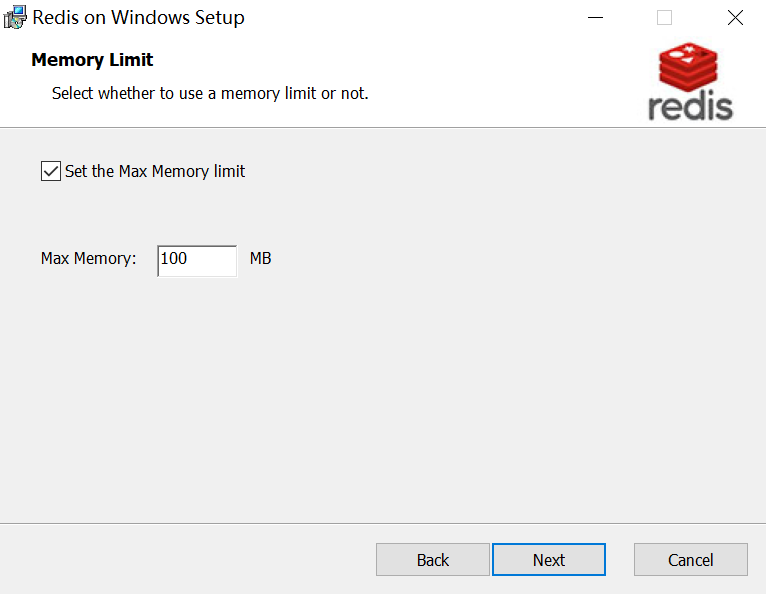 Redis on Windows Setup
Memory Limit
Select whether to use a memory limit or not.
redis
Set the Max Memory limit
Max Memory: 100 MB
Back Next Cancel